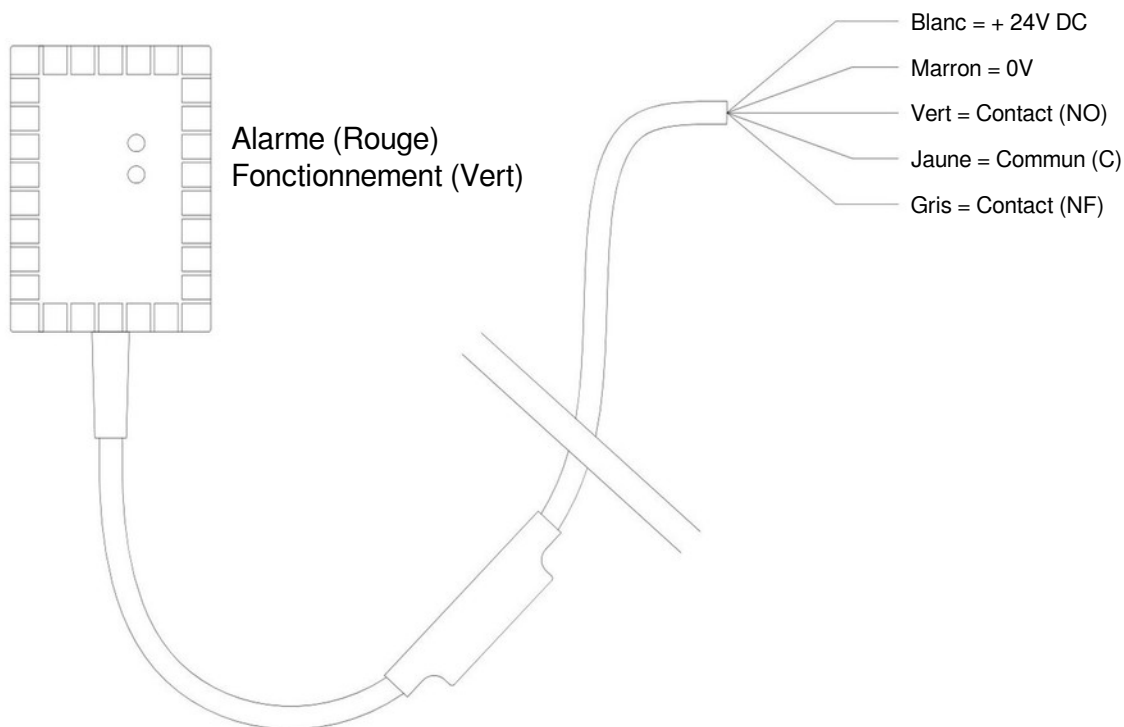 Blanc = + 24V DC
Marron = 0V
Vert = Contact (NO)
Jaune = Commun (C)
Gris = Contact (NF)
Alarme (Rouge)
Fonctionnement (Vert)